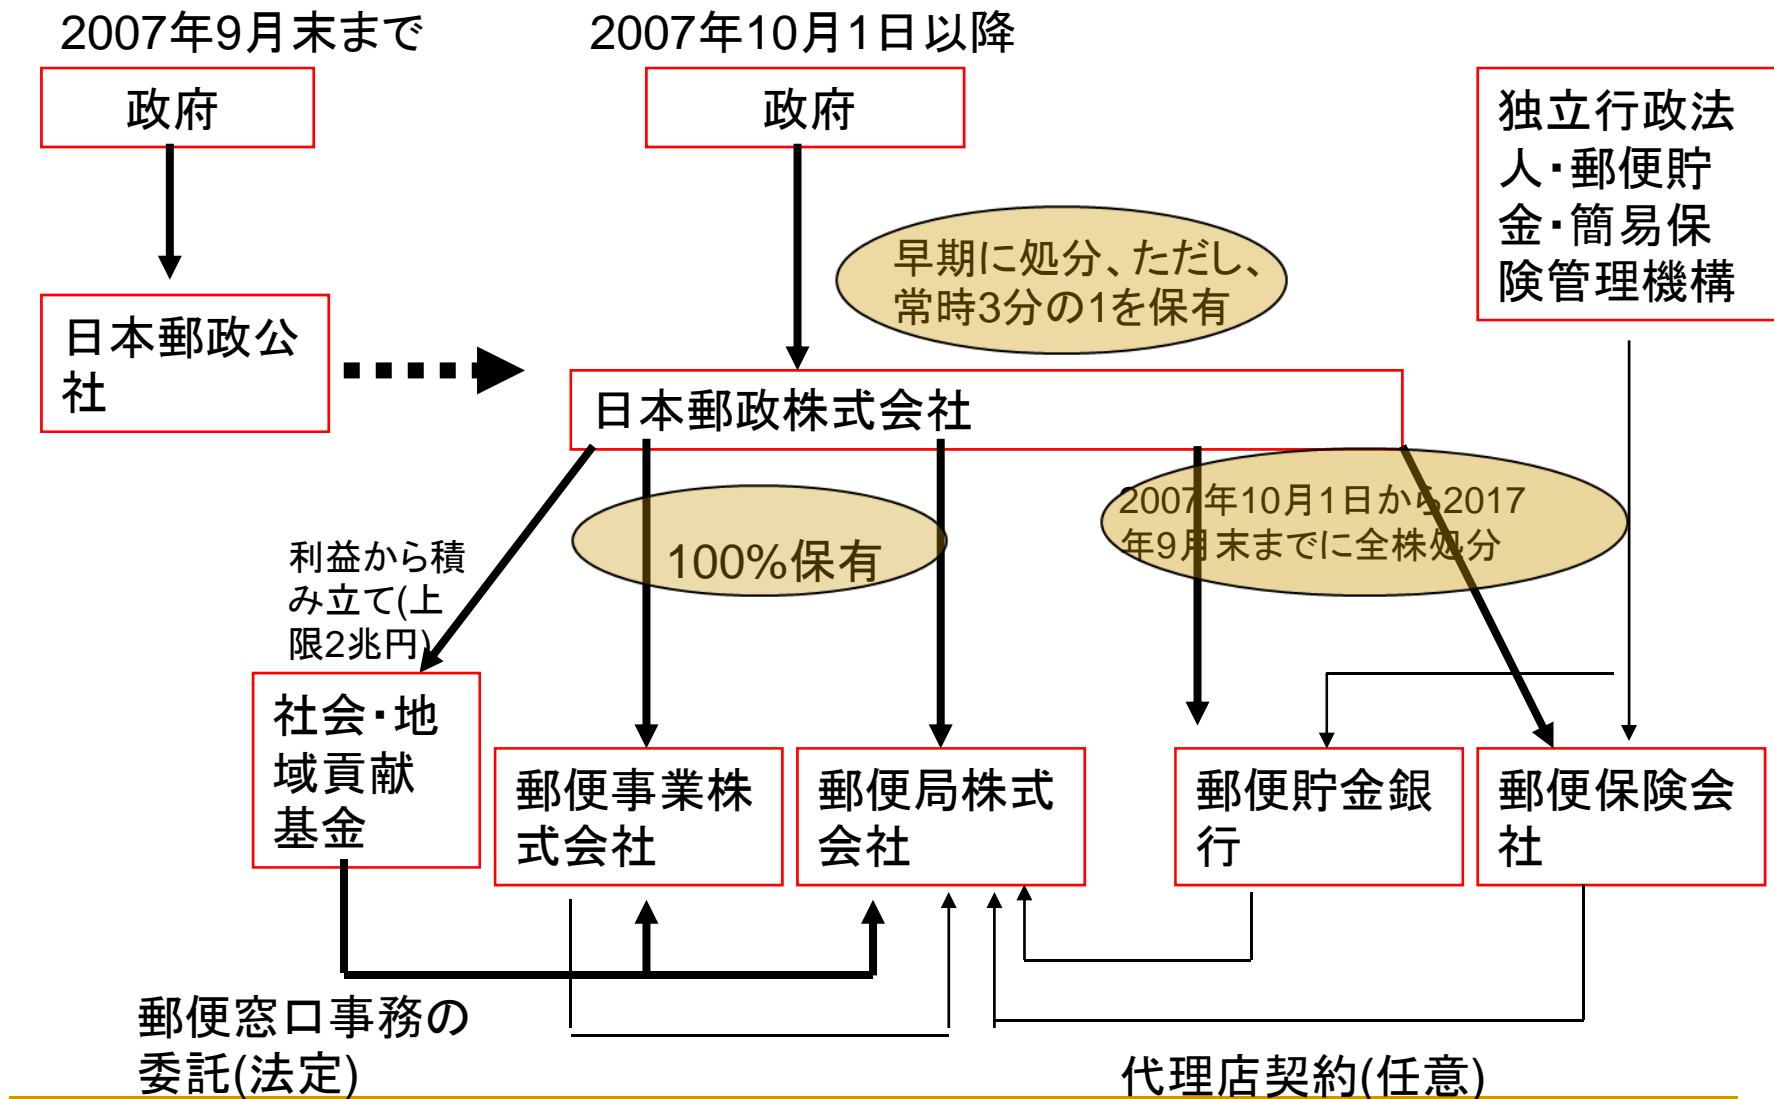 2007年9月末まで
2007年10月1日以降
政府
政府
独立行政法
人・郵便貯
金・簡易保
険管理機構
早期に処分、ただし、
常時3分の1を保有
日本郵政公
社
日本郵政株式会社
2007年10月1日から2017
年9月末までに全株処分
100%保有
利益から積
み立て(上
限2兆円)
社会・地
域貢献
基金
郵便事業株
式会社
郵便局株式
会社
郵便貯金銀
行
郵便保険会
社
郵便窓口事務の
委託(法定)
代理店契約(任意)